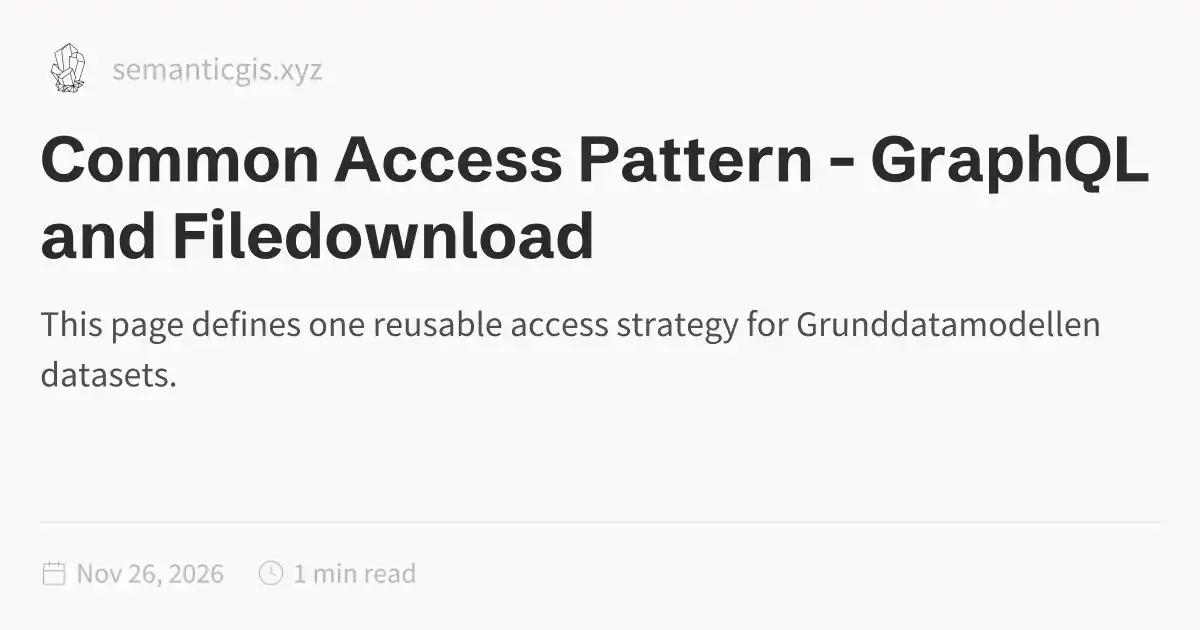 semanticgis.xyz
Common Access Pattern - GraphQL
and Filedownload
This page defines one reusable access strategy for Grunddatamodellen
datasets.
Nov 26, 2026
1 min read